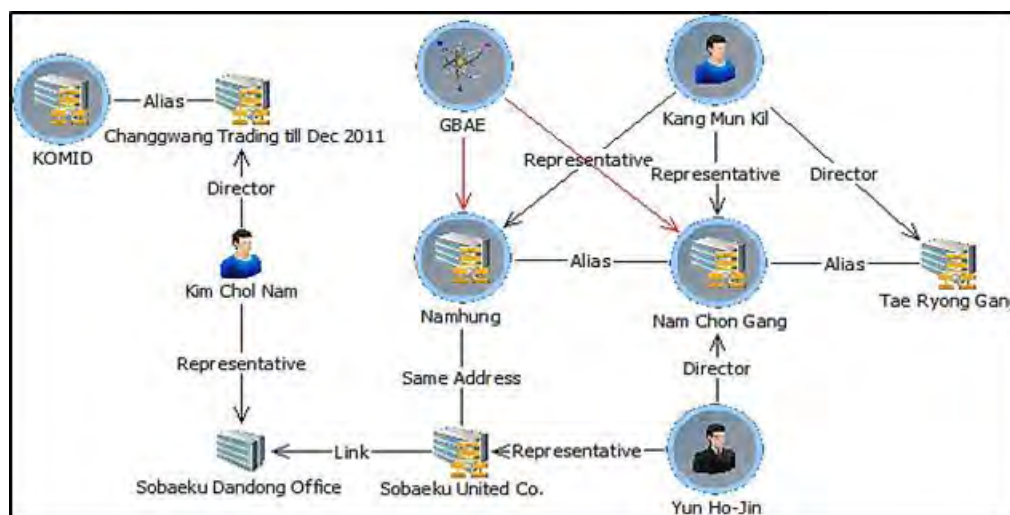 GBAE
Kang Mun Kil
KOMID
Alias
Changgwang Trading till Dec 2011
Representative
Representative
Director
Director
Kim Chol Nam
Namhung
Alias
Nam Chon Gang
Alias
Tae Ryong Gang
Representative
Same Address
Director
Sobaeku Dandong Office
Link
Sobaeku United Co.
Representative
Yun Ho-Jin